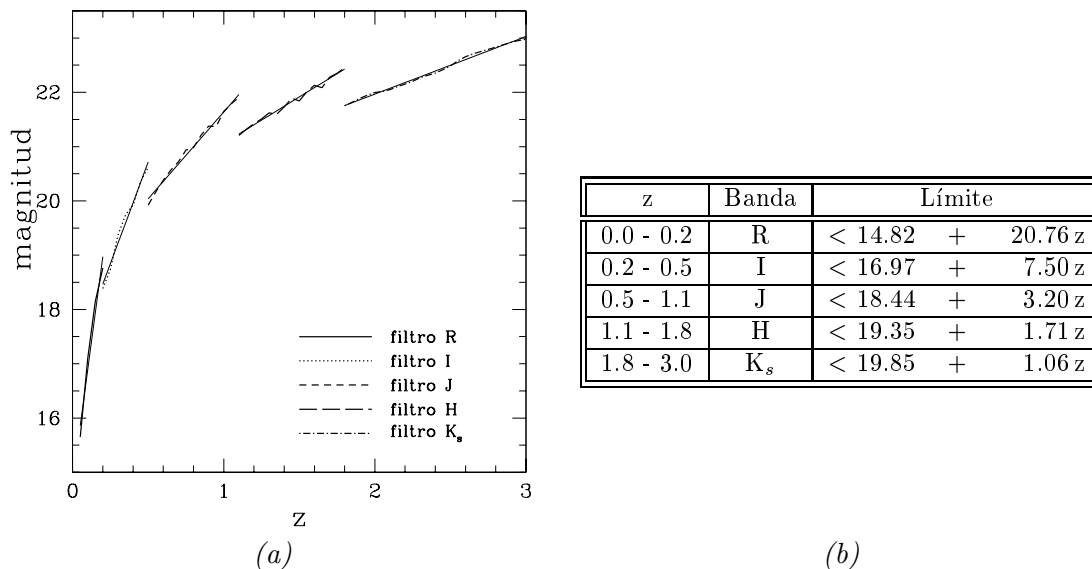 magnitud
22
20
18
16
0
1
2
3
z
filtro R
filtro I
filtro J
filtro H
filtro Kₛ
(a)
z Banda Límite
0.0 - 0.2 R < 14.82 + 20.76 z
0.2 - 0.5 I < 16.97 + 7.50 z
0.5 - 1.1 J < 18.44 + 3.20 z
1.1 - 1.8 H < 19.35 + 1.71 z
1.8 - 3.0 Kₛ < 19.85 + 1.06 z
(b)